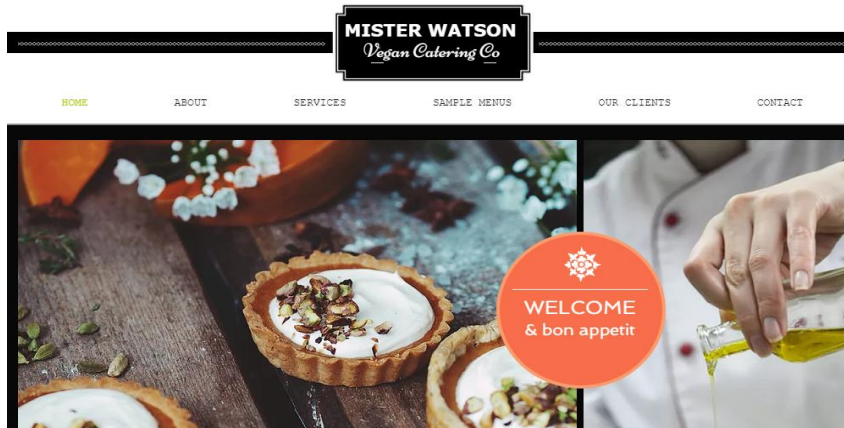 MISTER WATSON
Vegan Catering Co
HOME ABOUT SERVICES SAMPLE MENUS OUR CLIENTS CONTACT
WELCOME
& bon appetit